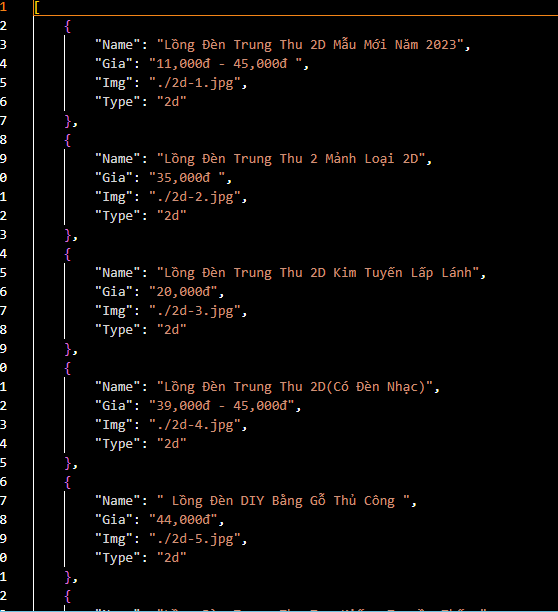 1 [
2 {
3 "Name": "Lồng Đèn Trung Thu 2D Mẫu Mới Năm 2023",
4 "Gia": "11,000đ - 45,000đ ",
5 "Img": "./2d-1.jpg",
6 "Type": "2d"
7 },
8 {
9 "Name": "Lồng Đèn Trung Thu 2 Mảnh Loại 2D",
0 "Gia": "35,000đ ",
1 "Img": "./2d-2.jpg",
2 "Type": "2d"
3 },
4 {
5 "Name": "Lồng Đèn Trung Thu 2D Kim Tuyến Lấp Lánh",
6 "Gia": "20,000đ",
7 "Img": "./2d-3.jpg",
8 "Type": "2d"
9 },
0 {
1 "Name": "Lồng Đèn Trung Thu 2D(Có Đèn Nhạc)",
2 "Gia": "39,000đ - 45,000đ",
3 "Img": "./2d-4.jpg",
4 "Type": "2d"
5 },
6 {
7 "Name": " Lồng Đèn DIY Bằng Gỗ Thủ Công ",
8 "Gia": "44,000đ",
9 "Img": "./2d-5.jpg",
0 "Type": "2d"
1 },
2 {